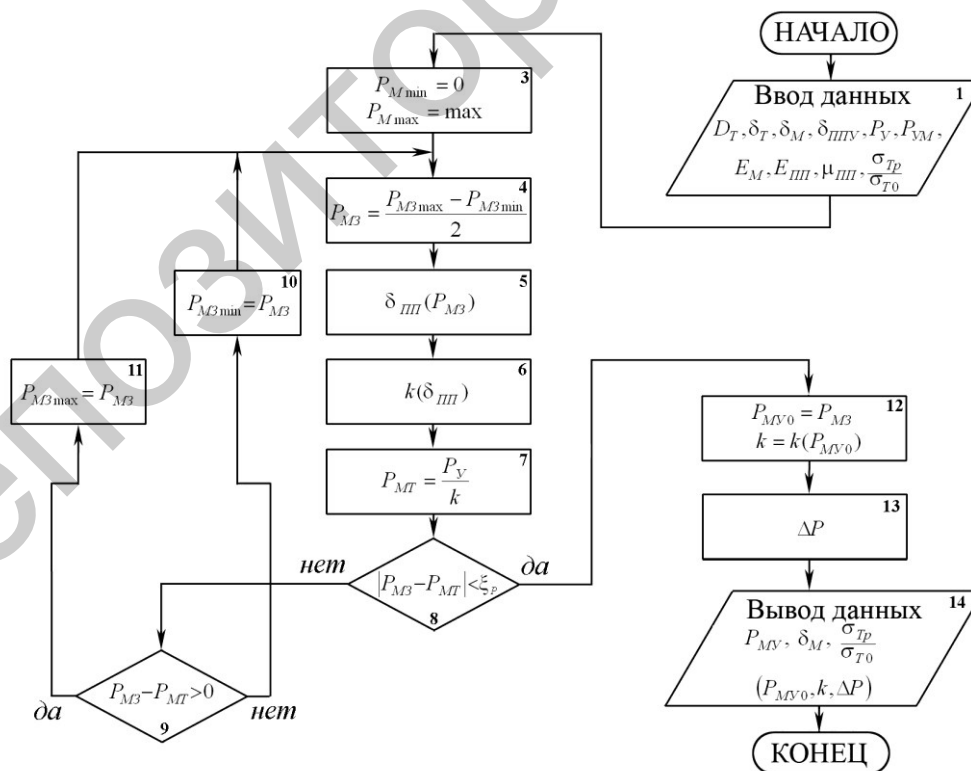 НАЧАЛО
1
Ввод данных
D_T, δ_T, δ_M, δ_ППУ, P_У, P_УМ,
E_M, E_ПП, μ_ПП, σ_Tp/σ_T0
3
P_M min = 0
P_M max = max
4
P_МЗ = (P_МЗ max − P_МЗ min)/2
5
δ_ПП(P_МЗ)
6
k(δ_ПП)
7
P_МТ = P_У/k
8
|P_МЗ − P_МТ| < ξ_P
нет
да
9
P_МЗ − P_МТ > 0
да
нет
10
P_МЗ min = P_МЗ
11
P_МЗ max = P_МЗ
12
P_МУ0 = P_МЗ
k = k(P_МУ0)
13
ΔP
14
Вывод данных
P_МУ, δ_M, σ_Tp/σ_T0
(P_МУ0, k, ΔP)
КОНЕЦ
епозитор